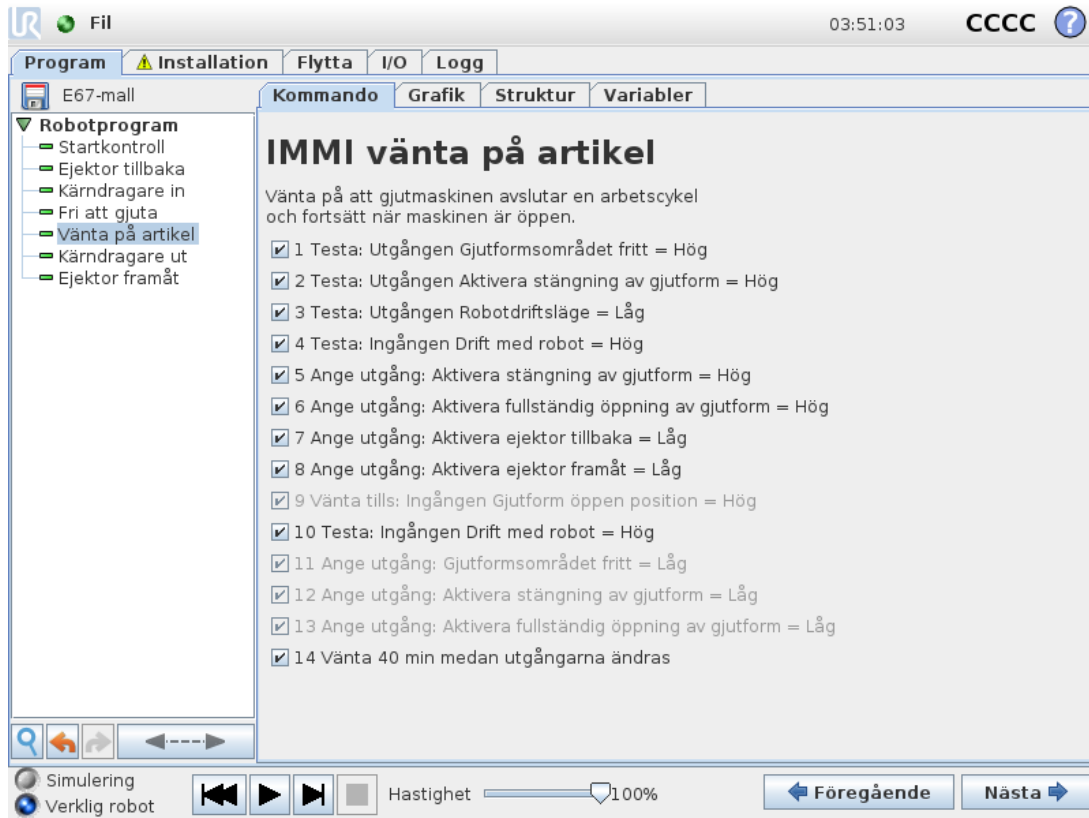 UR Fil 03:51:03 CCCC ?
Program Installation Flytta I/O Logg
E67-mall
Kommando Grafik Struktur Variabler
Robotprogram
Startkontroll
Ejektor tillbaka
Kärndragare in
Fri att gjuta
Vänta på artikel
Kärndragare ut
Ejektor framåt
IMMI vänta på artikel
Vänta på att gjutmaskinen avslutar en arbetscykel
och fortsätt när maskinen är öppen.
1 Testa: Utgången Gjutformsområdet fritt = Hög
2 Testa: Utgången Aktivera stängning av gjutform = Hög
3 Testa: Utgången Robotdriftsläge = Låg
4 Testa: Ingången Drift med robot = Hög
5 Ange utgång: Aktivera stängning av gjutform = Hög
6 Ange utgång: Aktivera fullständig öppning av gjutform = Hög
7 Ange utgång: Aktivera ejektor tillbaka = Låg
8 Ange utgång: Aktivera ejektor framåt = Låg
9 Vänta tills: Ingången Gjutform öppen position = Hög
10 Testa: Ingången Drift med robot = Hög
11 Ange utgång: Gjutformsområdet fritt = Låg
12 Ange utgång: Aktivera stängning av gjutform = Låg
13 Ange utgång: Aktivera fullständig öppning av gjutform = Låg
14 Vänta 40 min medan utgångarna ändras
Simulering
Verklig robot
Hastighet 100%
Föregående Nästa